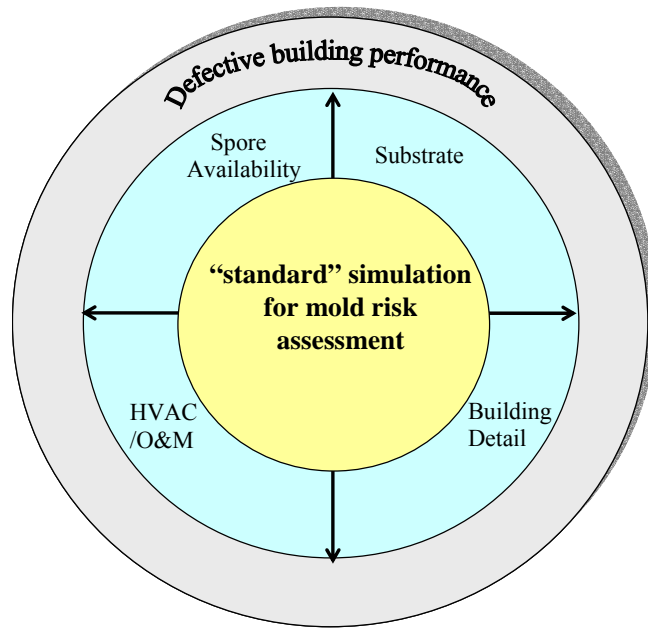 Defective building performance
Spore
Availability
Substrate
“standard” simulation
for mold risk
assessment
HVAC
/O&M
Building
Detail